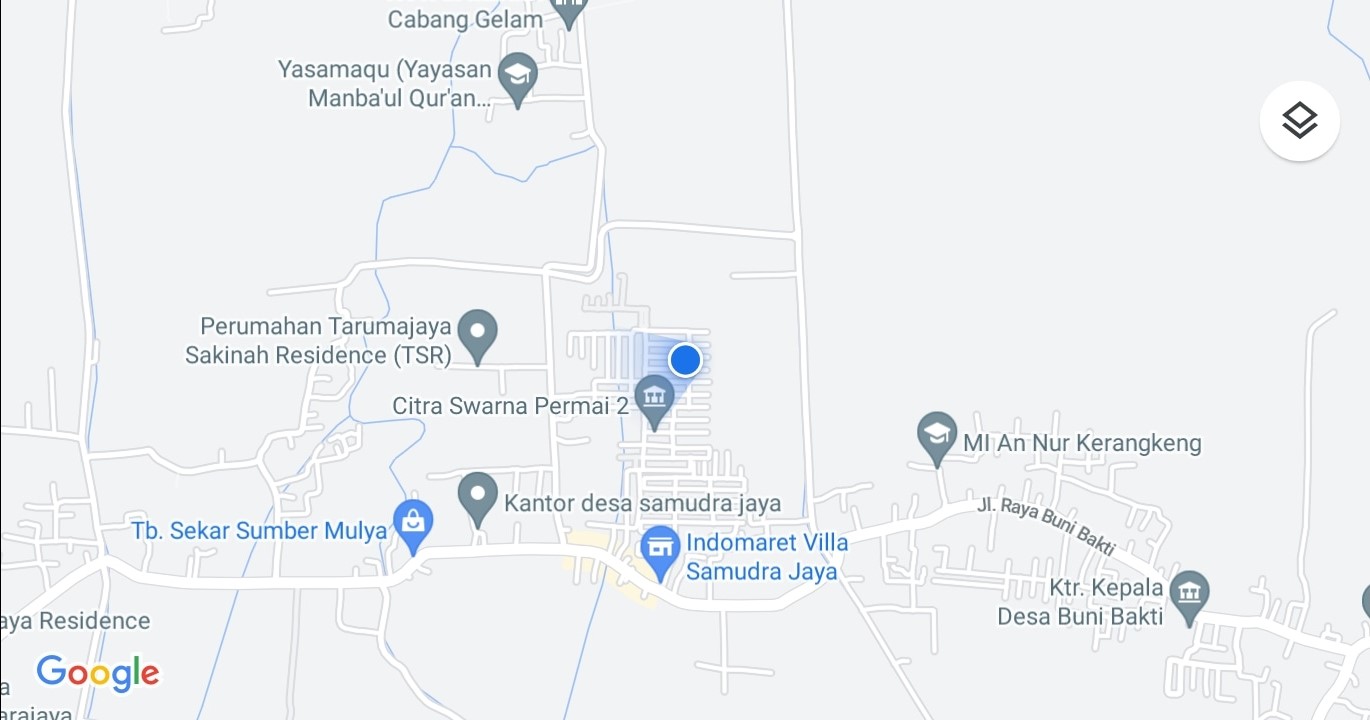 Cabang Gelam
Yasamaqu (Yayasan
Manba'ul Qur'an...
Perumahan Tarumajaya
Sakinah Residence (TSR)
Citra Swarna Permai 2
MI An Nur Kerangkeng
Kantor desa samudra jaya
Jl. Raya Buni Bakti
Tb. Sekar Sumber Mulya
Indomaret Villa
Samudra Jaya
Ktr. Kepala
Desa Buni Bakti
aya Residence
Google
a
arajaya